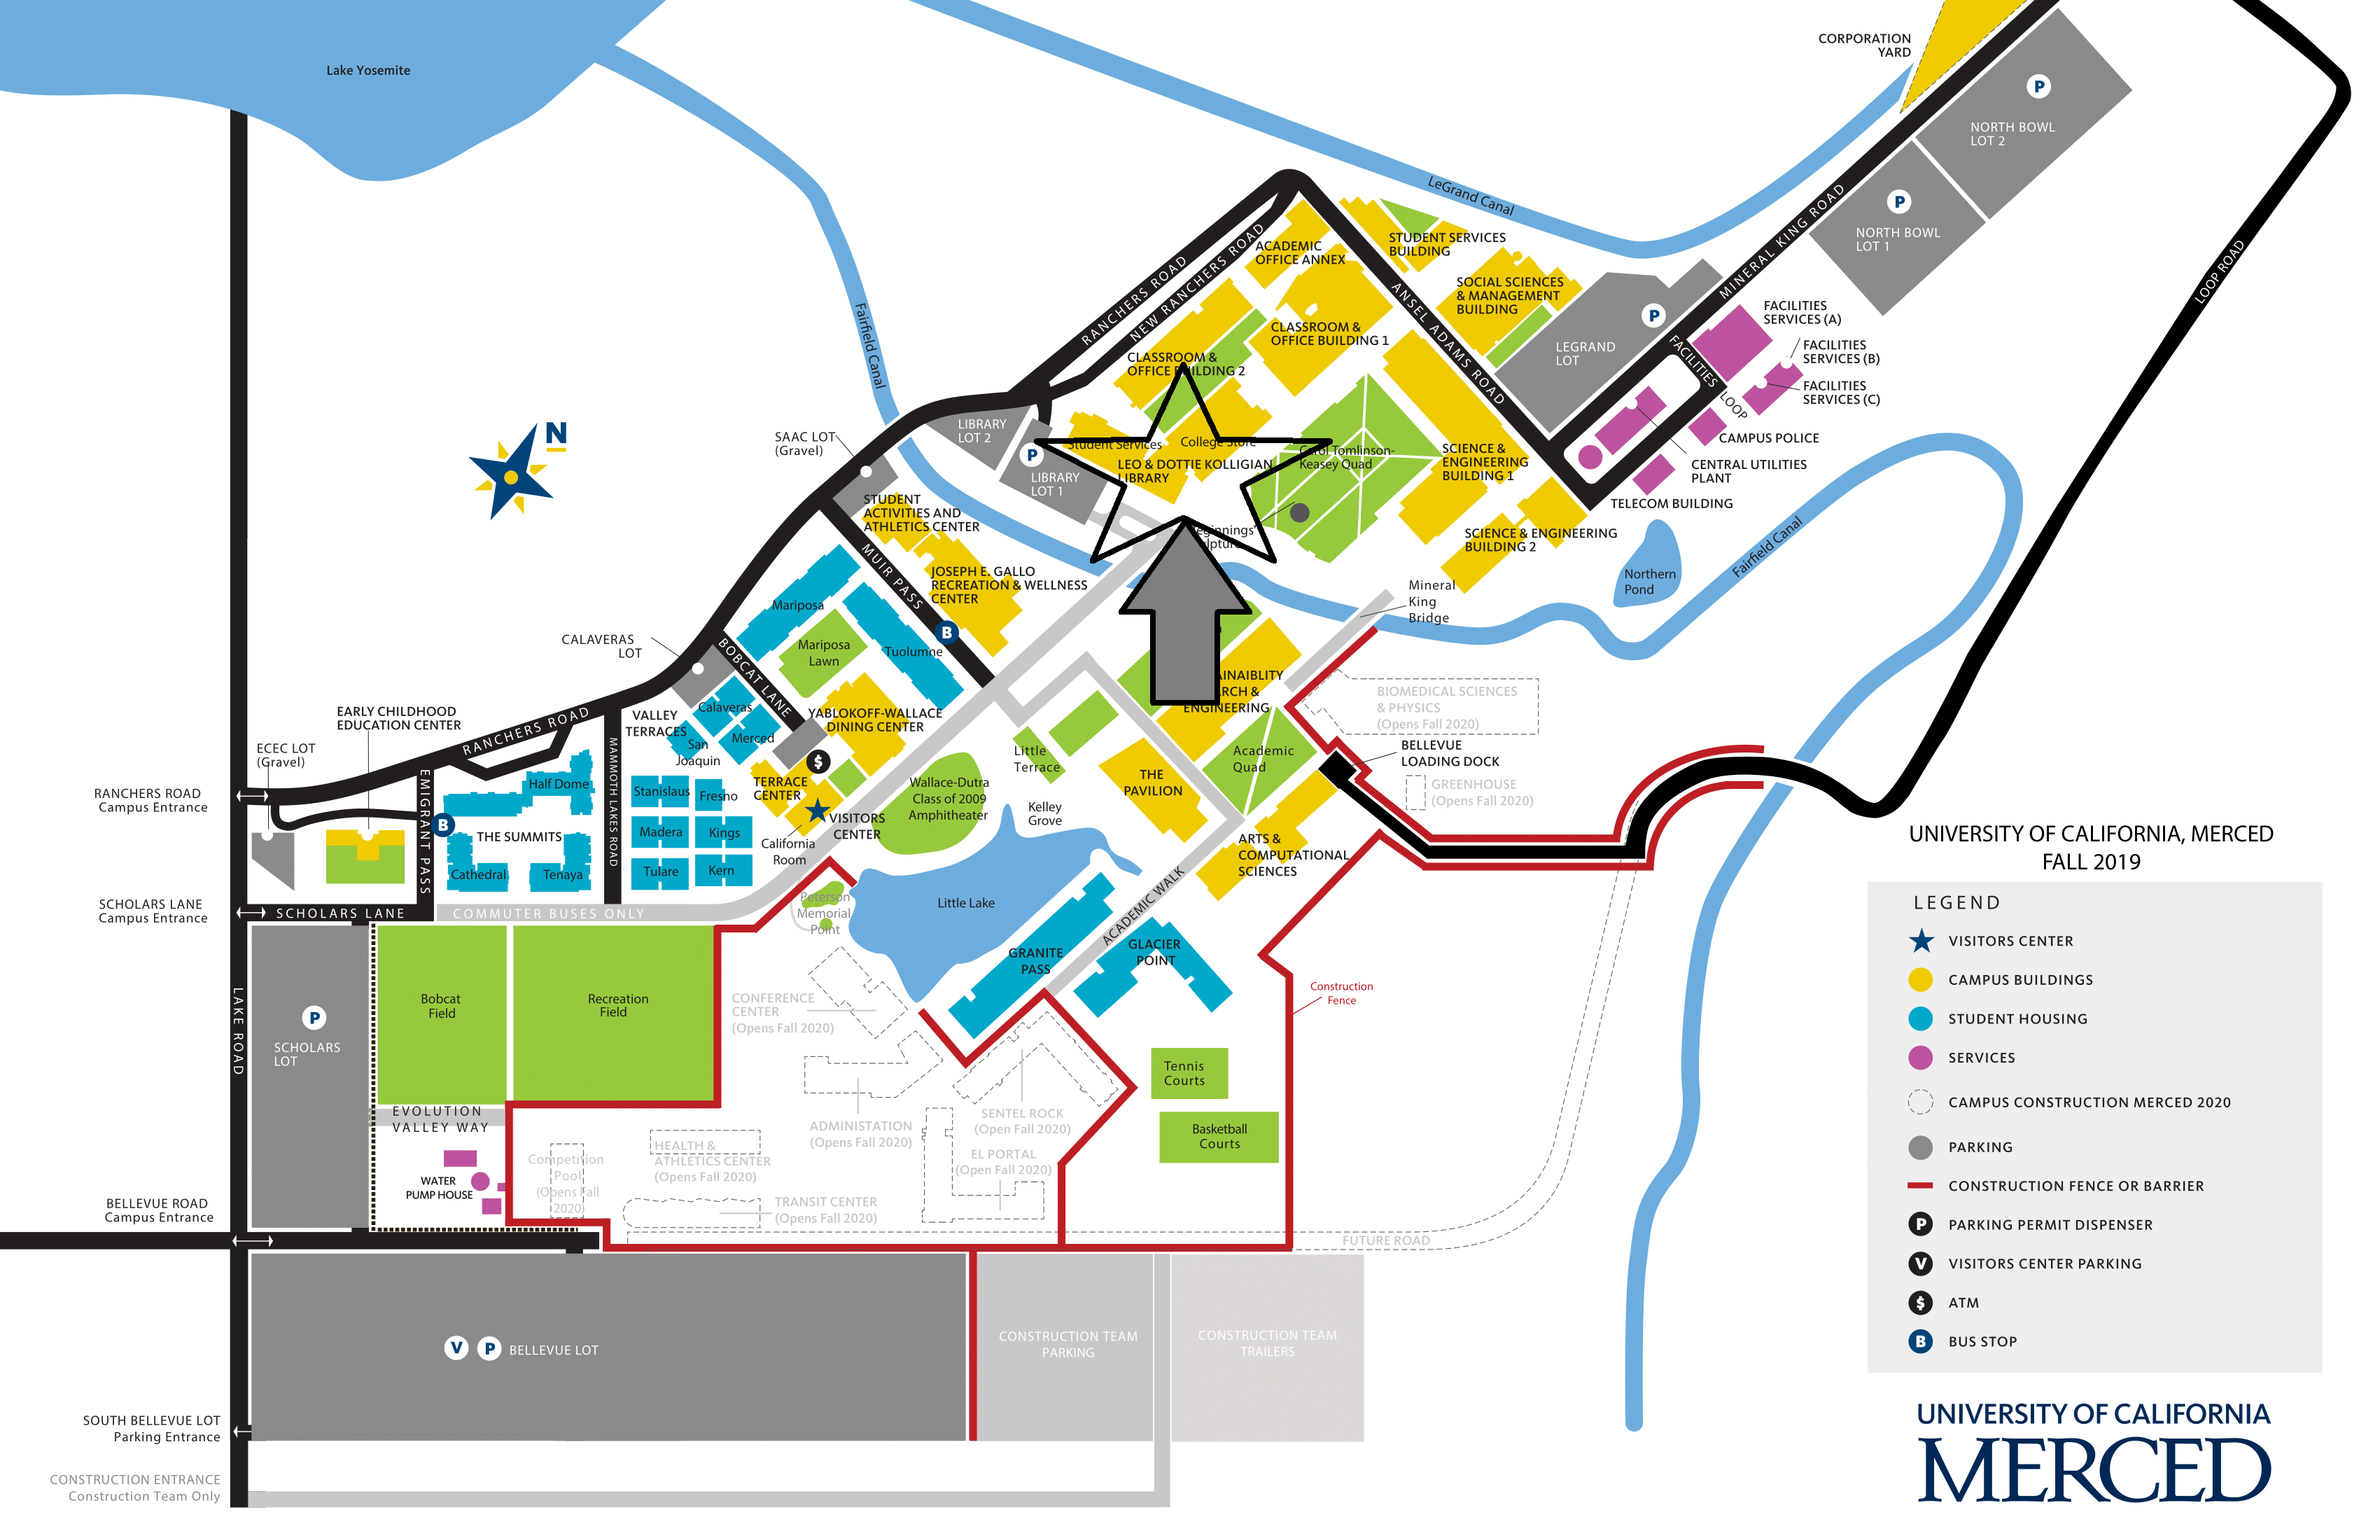 Lake Yosemite
CORPORATION
YARD
P
NORTH BOWL
LOT 2
LeGrand Canal
P
NORTH BOWL
LOT 1
MINERAL KING ROAD
LOOP ROAD
RANCHERS ROAD
NEW RANCHERS ROAD
ACADEMIC
OFFICE ANNEX
STUDENT SERVICES
BUILDING
SOCIAL SCIENCES
& MANAGEMENT
BUILDING
ANSEL ADAMS ROAD
P
LEGRAND
LOT
FACILITIES
SERVICES (A)
FACILITIES
SERVICES (B)
FACILITIES
SERVICES (C)
FACILITIES
LOOP
CAMPUS POLICE
CENTRAL UTILITIES
PLANT
TELECOM BUILDING
Fairfield Canal
CLASSROOM &
OFFICE BUILDING 1
CLASSROOM &
OFFICE BUILDING 2
N
SAAC LOT
(Gravel)
LIBRARY
LOT 2
P
LIBRARY
LOT 1
Student Services
College Store
LEO & DOTTIE KOLLIGIAN
LIBRARY
Carol Tomlinson-
Keasey Quad
SCIENCE &
ENGINEERING
BUILDING 1
SCIENCE & ENGINEERING
BUILDING 2
Northern
Pond
Fairfield Canal
Mineral
King
Bridge
STUDENT
ACTIVITIES AND
ATHLETICS CENTER
MUIR PASS
JOSEPH E. GALLO
RECREATION & WELLNESS
CENTER
B
Mariposa
Mariposa
Lawn
Tuolumne
CALAVERAS
LOT
BOBCAT LANE
Calaveras
Merced
San
Joaquin
VALLEY
TERRACES
YABLOKOFF-WALLACE
DINING CENTER
$
TERRACE
CENTER
VISITORS
CENTER
California
Room
Little
Terrace
ENGINEERING
BIOMEDICAL SCIENCES
& PHYSICS
(Opens Fall 2020)
BELLEVUE
LOADING DOCK
GREENHOUSE
(Opens Fall 2020)
Academic
Quad
THE
PAVILION
ARTS &
COMPUTATIONAL
SCIENCES
Wallace-Dutra
Class of 2009
Amphitheater
Kelley
Grove
Little Lake
ACADEMIC WALK
GRANITE
PASS
GLACIER
POINT
Peterson
Memorial
Point
EARLY CHILDHOOD
EDUCATION CENTER
ECEC LOT
(Gravel)
RANCHERS ROAD
RANCHERS ROAD
Campus Entrance
EMIGRANT PASS
B
Half Dome
THE SUMMITS
Cathedral
Tenaya
MAMMOTH LAKES ROAD
Stanislaus
Fresno
Madera
Kings
Tulare
Kern
SCHOLARS LANE
Campus Entrance
SCHOLARS LANE
COMMUTER BUSES ONLY
LAKE ROAD
P
SCHOLARS
LOT
Bobcat
Field
Recreation
Field
CONFERENCE
CENTER
(Opens Fall 2020)
Construction
Fence
ADMINISTATION
(Opens Fall 2020)
SENTEL ROCK
(Open Fall 2020)
EL PORTAL
(Open Fall 2020)
Tennis
Courts
Basketball
Courts
EVOLUTION
VALLEY WAY
WATER
PUMP HOUSE
Competition
Pool
(Opens Fall
2020)
HEALTH &
ATHLETICS CENTER
(Opens Fall 2020)
TRANSIT CENTER
(Opens Fall 2020)
FUTURE ROAD
BELLEVUE ROAD
Campus Entrance
V P BELLEVUE LOT
CONSTRUCTION TEAM
PARKING
CONSTRUCTION TEAM
TRAILERS
SOUTH BELLEVUE LOT
Parking Entrance
CONSTRUCTION ENTRANCE
Construction Team Only
UNIVERSITY OF CALIFORNIA, MERCED
FALL 2019
LEGEND
VISITORS CENTER
CAMPUS BUILDINGS
STUDENT HOUSING
SERVICES
CAMPUS CONSTRUCTION MERCED 2020
PARKING
CONSTRUCTION FENCE OR BARRIER
P PARKING PERMIT DISPENSER
V VISITORS CENTER PARKING
$ ATM
B BUS STOP
UNIVERSITY OF CALIFORNIA
MERCED